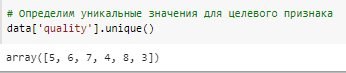 # Определим уникальные значения для целевого признака
data['quality'].unique()
array([5, 6, 7, 4, 8, 3])